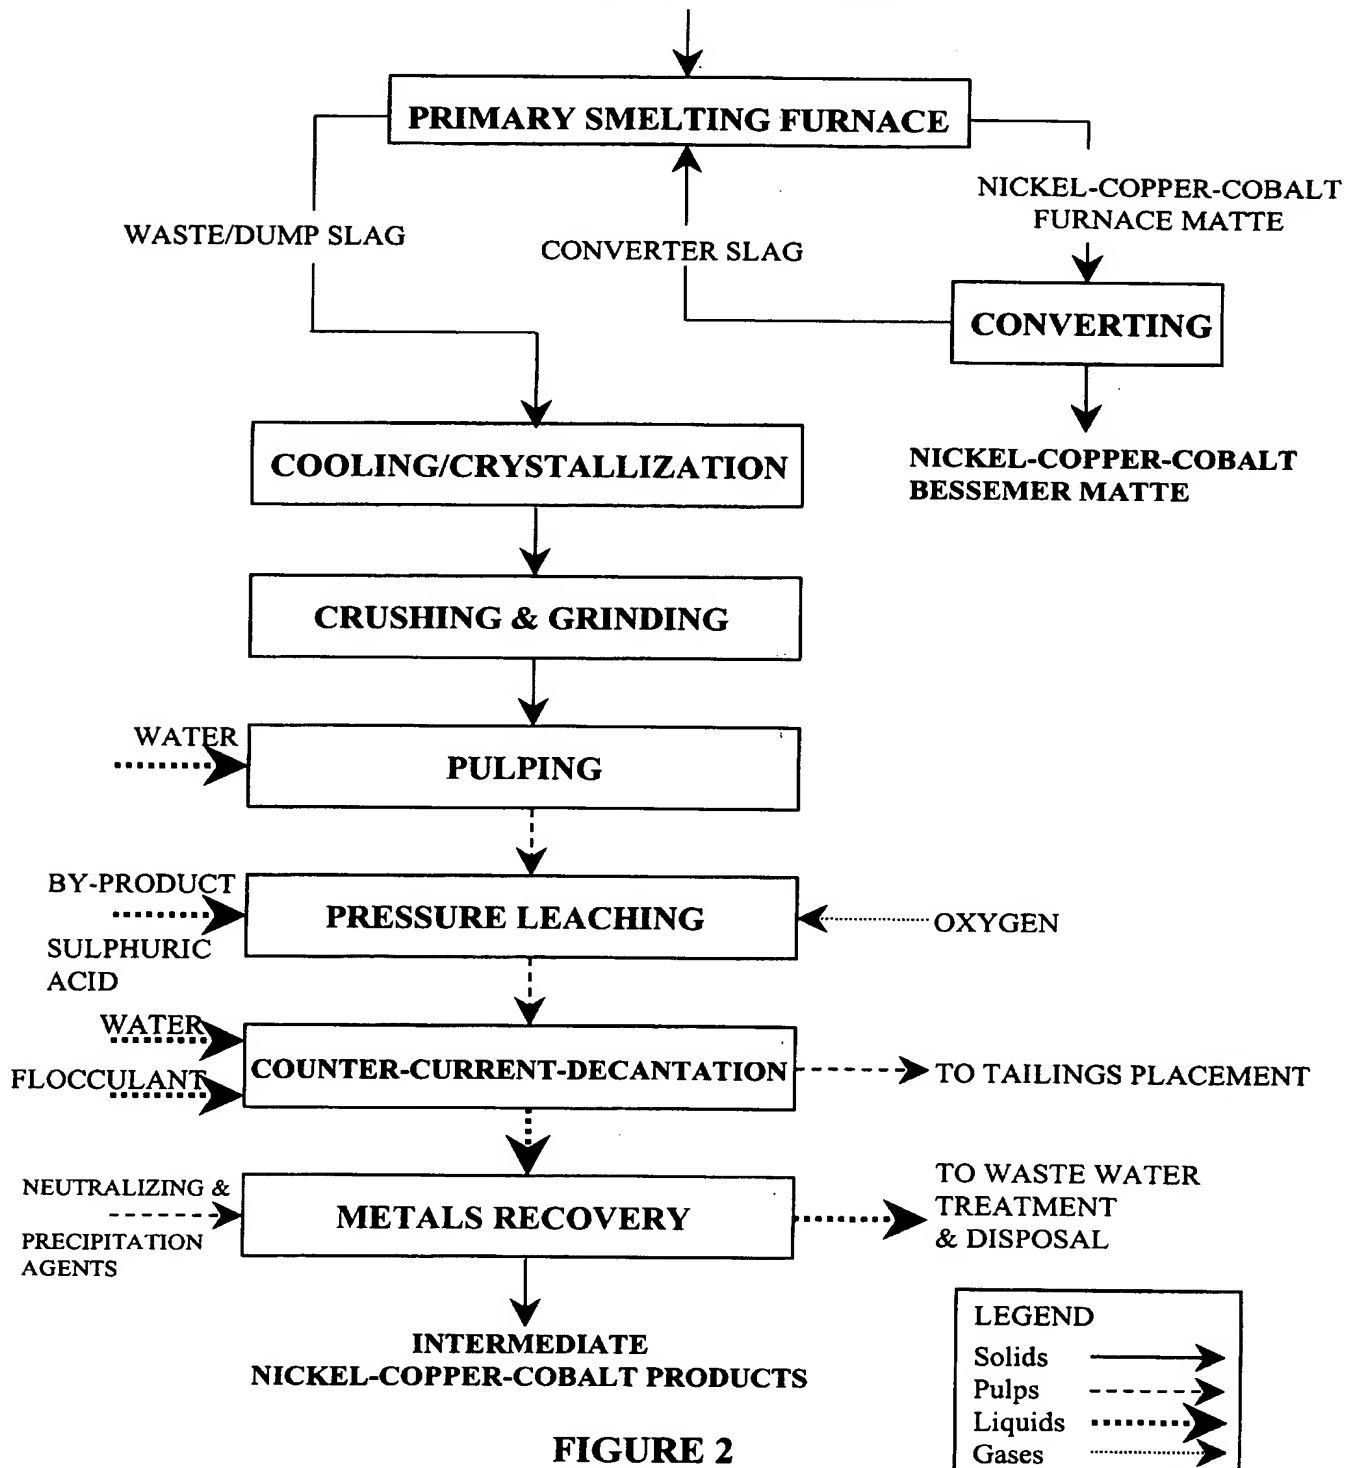 PRIMARY SMELTING FURNACE
NICKEL-COPPER-COBALT
FURNACE MATTE
WASTE/DUMP SLAG
CONVERTER SLAG
CONVERTING
COOLING/CRYSTALLIZATION
NICKEL-COPPER-COBALT
BESSEMER MATTE
CRUSHING & GRINDING
WATER
PULPING
BY-PRODUCT
SULPHURIC
ACID
PRESSURE LEACHING
OXYGEN
WATER
FLOCCULANT
COUNTER-CURRENT-DECANTATION
TO TAILINGS PLACEMENT
NEUTRALIZING &
PRECIPITATION
AGENTS
METALS RECOVERY
TO WASTE WATER
TREATMENT
& DISPOSAL
INTERMEDIATE
NICKEL-COPPER-COBALT PRODUCTS
LEGEND
Solids
Pulps
Liquids
Gases
FIGURE 2